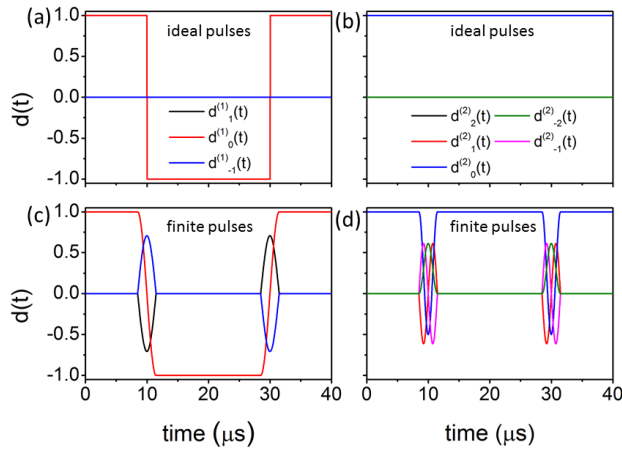 (a)
ideal pulses
(b)
ideal pulses
d(t)
1.0
0.5
0.0
-0.5
-1.0
d⁽¹⁾₁(t)
d⁽¹⁾₀(t)
d⁽¹⁾₋₁(t)
d⁽²⁾₂(t) d⁽²⁾₋₂(t)
d⁽²⁾₁(t) d⁽²⁾₋₁(t)
d⁽²⁾₀(t)
(c)
finite pulses
(d)
finite pulses
d(t)
1.0
0.5
0.0
-0.5
-1.0
0 10 20 30 40
0 10 20 30 40
time (μs)
time (μs)